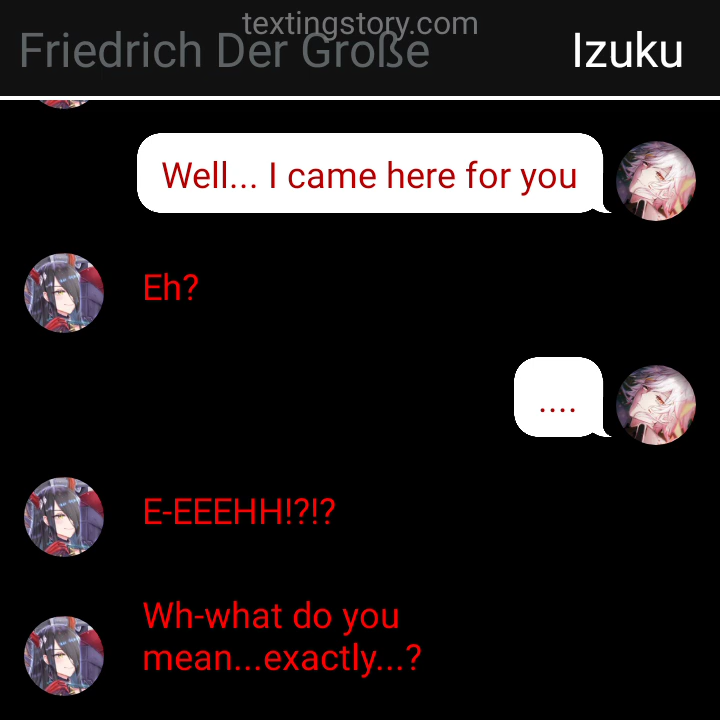 textingstory.com
Friedrich Der Große
Izuku
Well... I came here for you
Eh?
....
E-EEEHH!?!?
Wh-what do you
mean...exactly...?